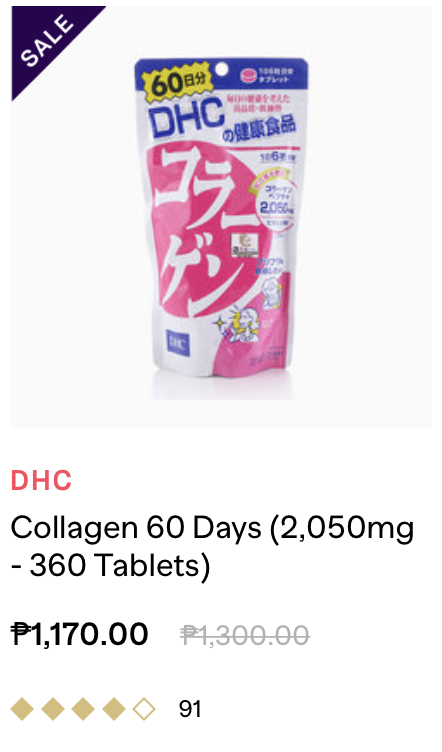 SALE
60日分
DHC
の健康食品
コラー
ゲン
2,050mg
DHC
DHC
Collagen 60 Days (2,050mg
- 360 Tablets)
₱1,170.00 ₱1,300.00
91